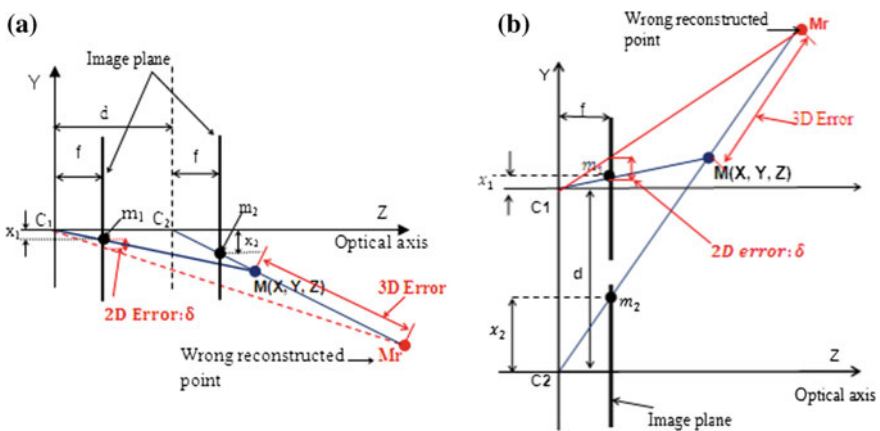 (a)
Image plane
Y
d
f
f
C1
m1
C2
m2
Z
Optical axis
x1
x2
M(X, Y, Z)
2D Error:δ
3D Error
Wrong reconstructed
point
Mr
(b)
Wrong reconstructed
point
Mr
Y
f
3D Error
x1
m1
M(X, Y, Z)
C1
2D error:δ
d
m2
x2
Z
C2
Optical axis
Image plane